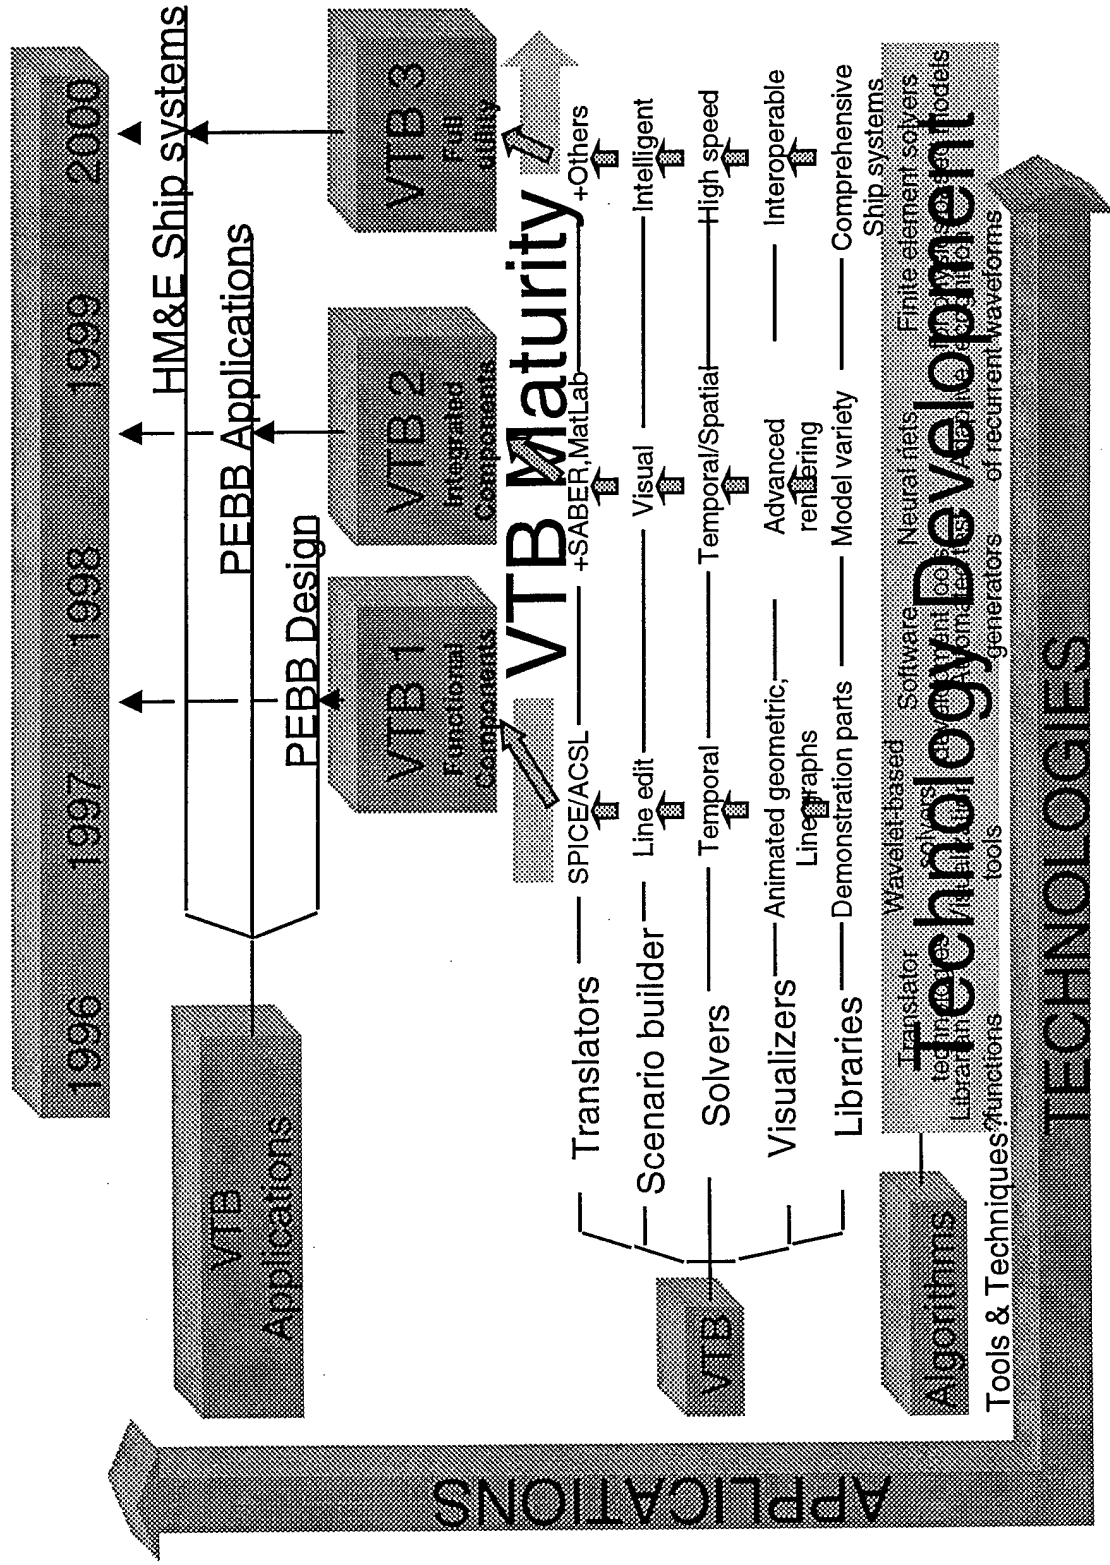 1996 1997 1998 1999 2000
HM&E Ship systems
VTB
Applications
PEBB Applications
PEBB Design
VTB 1
Functional
Components
VTB 2
Integrated
Components
VTB 3
Full
utility
VTB Maturity
Translators SPICE/ACSL +SABER,MatLab +Others
Scenario builder Line edit Visual Intelligent
VTB
Solvers Temporal Temporal/Spatial High speed
Visualizers Animated geometric,
Line graphs
Advanced
rendering
Interoperable
Libraries Demonstration parts Model variety Comprehensive
Ship systems
Algorithms
Translator
Wavelet-based
solvers
Software
Neural nets
Finite element solvers
models
Technology Development
Tools & Techniques?
functions
tools
generators
of recurrent waveforms
TECHNOLOGIES
APPLICATIONS